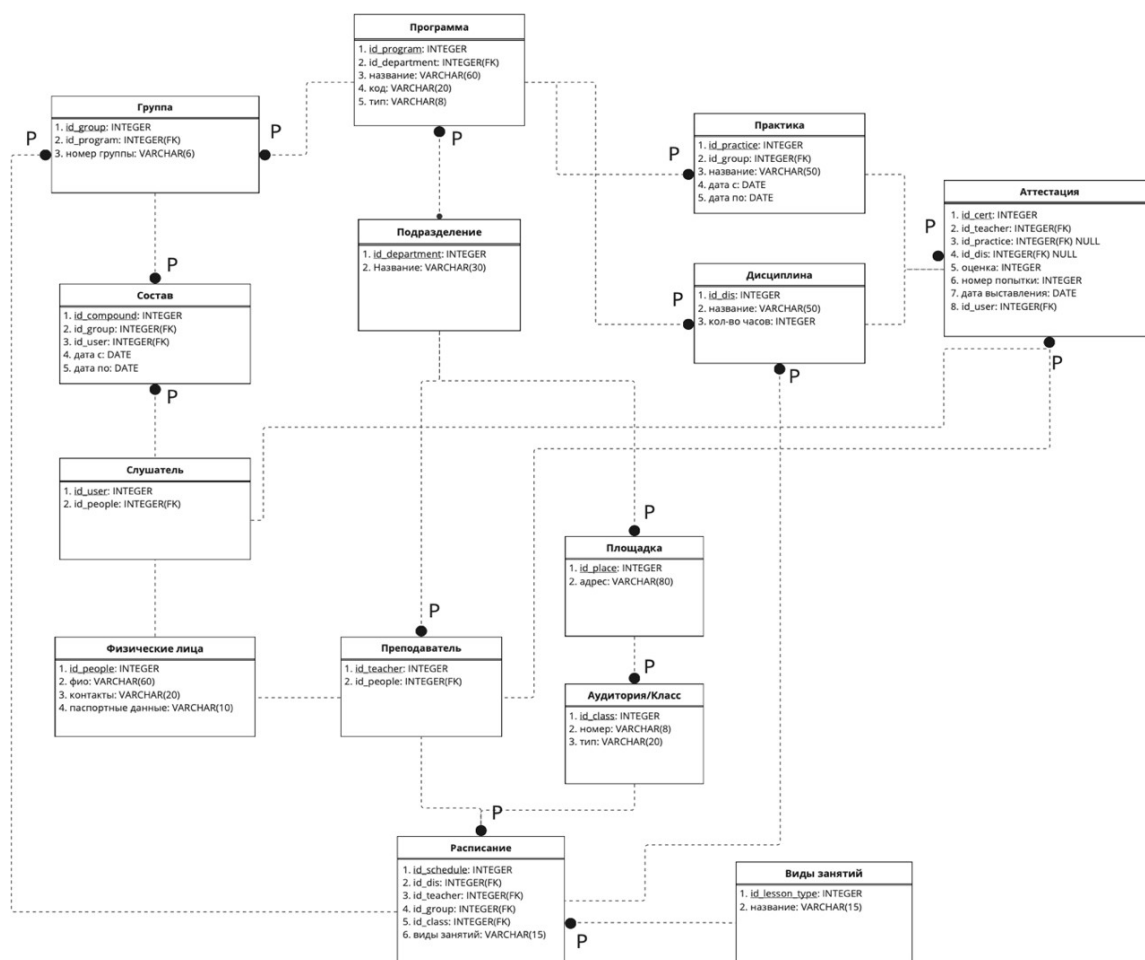 Программа
1. id_program: INTEGER
2. id_department: INTEGER(FK)
3. название: VARCHAR(60)
4. код: VARCHAR(20)
5. тип: VARCHAR(8)
P
Группа
1. id_group: INTEGER
2. id_program: INTEGER(FK)
3. номер группы: VARCHAR(6)
P
P
Практика
1. id_practice: INTEGER
2. id_group: INTEGER(FK)
3. название: VARCHAR(50)
4. дата с: DATE
5. дата по: DATE
P
Аттестация
1. id_cert: INTEGER
2. id_teacher: INTEGER(FK)
3. id_practice: INTEGER(FK) NULL
4. id_dis: INTEGER(FK) NULL
5. оценка: INTEGER
6. номер попытки: INTEGER
7. дата выставления: DATE
8. id_user: INTEGER(FK)
P
P
Подразделение
1. id_department: INTEGER
2. Название: VARCHAR(30)
Дисциплина
1. id_dis: INTEGER
2. название: VARCHAR(50)
3. кол-во часов: INTEGER
P
P
P
Состав
1. id_compound: INTEGER
2. id_group: INTEGER(FK)
3. id_user: INTEGER(FK)
4. дата с: DATE
5. дата по: DATE
P
Слушатель
1. id_user: INTEGER
2. id_people: INTEGER(FK)
P
Площадка
1. id_place: INTEGER
2. адрес: VARCHAR(80)
Физические лица
1. id_people: INTEGER
2. фио: VARCHAR(60)
3. контакты: VARCHAR(20)
4. паспортные данные: VARCHAR(10)
P
Преподаватель
1. id_teacher: INTEGER
2. id_people: INTEGER(FK)
P
Аудитория/Класс
1. id_class: INTEGER
2. номер: VARCHAR(8)
3. тип: VARCHAR(20)
P
Расписание
1. id_schedule: INTEGER
2. id_dis: INTEGER(FK)
3. id_teacher: INTEGER(FK)
4. id_group: INTEGER(FK)
5. id_class: INTEGER(FK)
6. виды занятий: VARCHAR(15)
P
Виды занятий
1. id_lesson_type: INTEGER
2. название: VARCHAR(15)